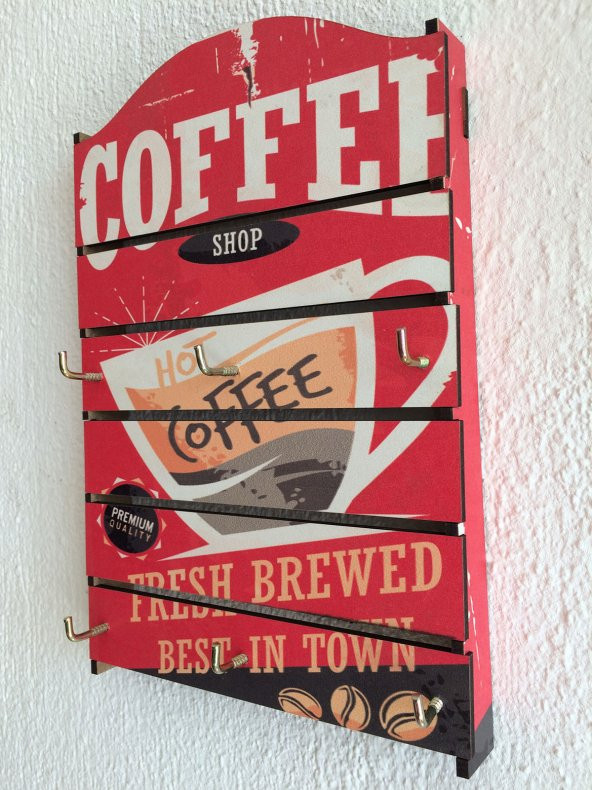 COFFEE
SHOP
HOT
COFFEE
PREMIUM
QUALITY
FRESH BREWED
BEST IN TOWN